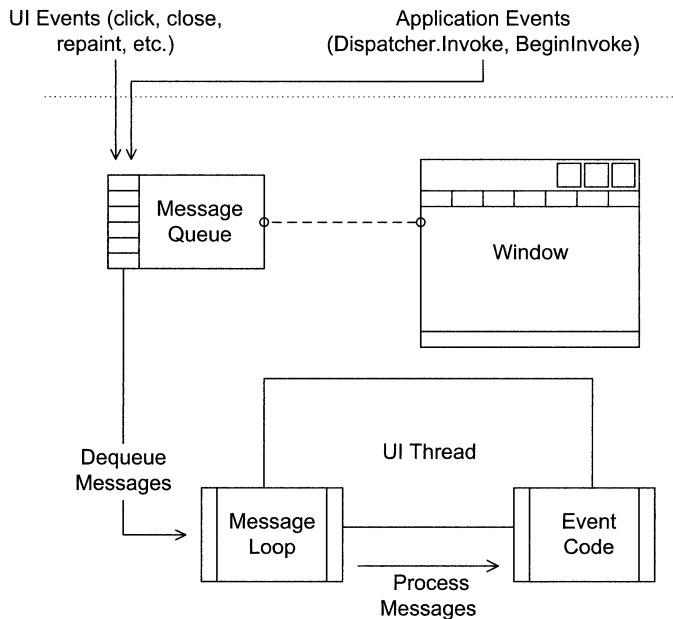 UI Events (click, close,
repaint, etc.)
Application Events
(Dispatcher.Invoke, BeginInvoke)
Message
Queue
Window
UI Thread
Dequeue
Messages
Message
Loop
Event
Code
Process
Messages